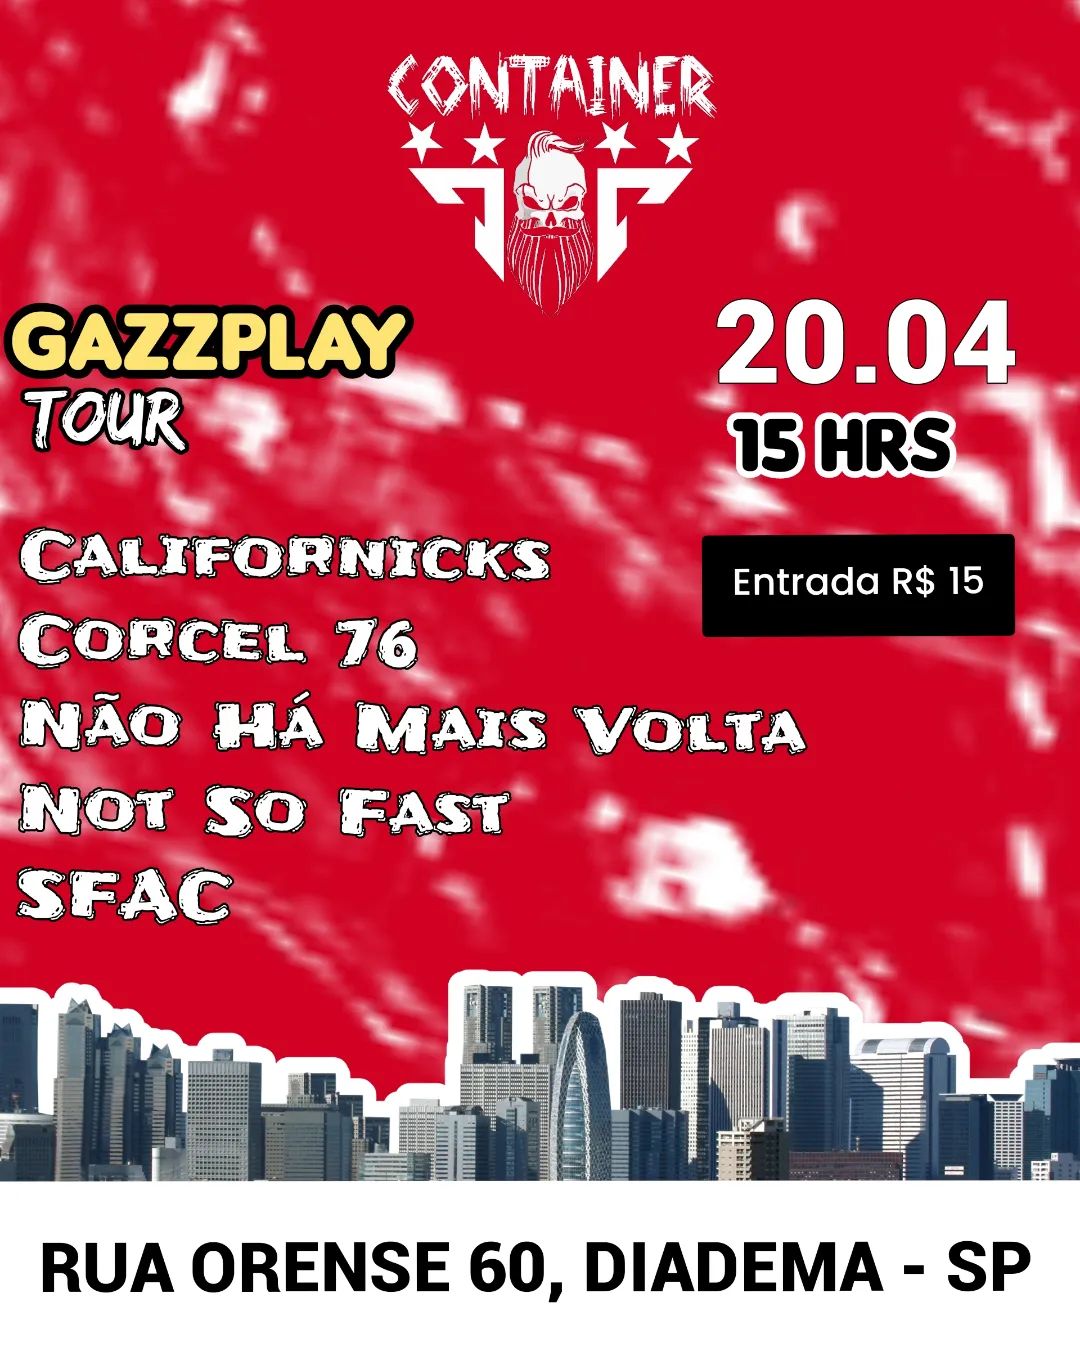 CONTAINER
GAZZPLAY
TOUR
20.04
15 HRS
Entrada R$ 15
CALIFORNICKS
CORCEL 76
NÃO HÁ MAIS VOLTA
NOT SO FAST
SFAC
RUA ORENSE 60, DIADEMA - SP